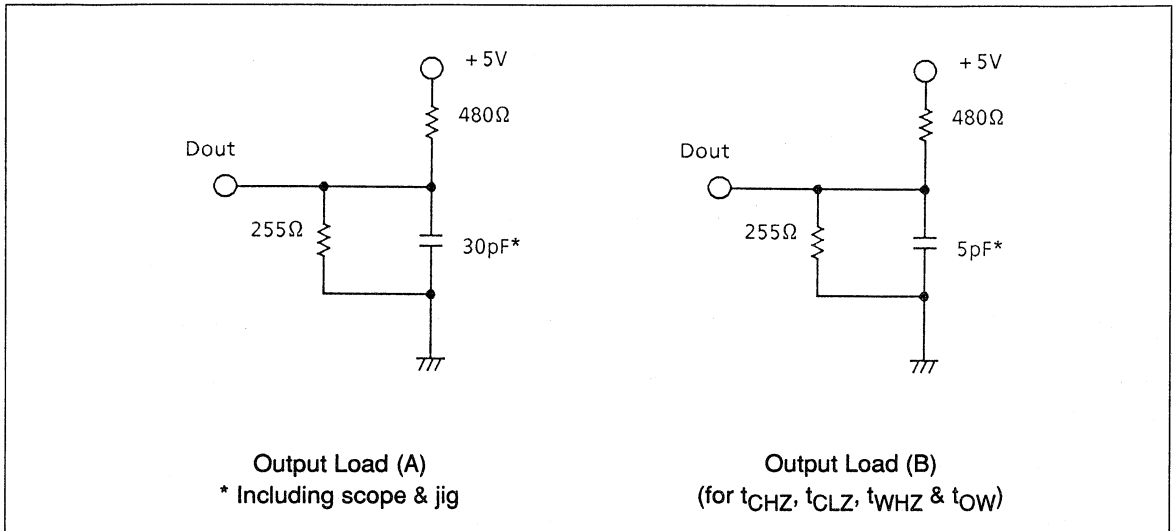 +5V
480Ω
Dout
255Ω
30pF*
Output Load (A)
* Including scope & jig
+5V
480Ω
Dout
255Ω
5pF*
Output Load (B)
(for tCHZ, tCLZ, tWHZ & tOW)